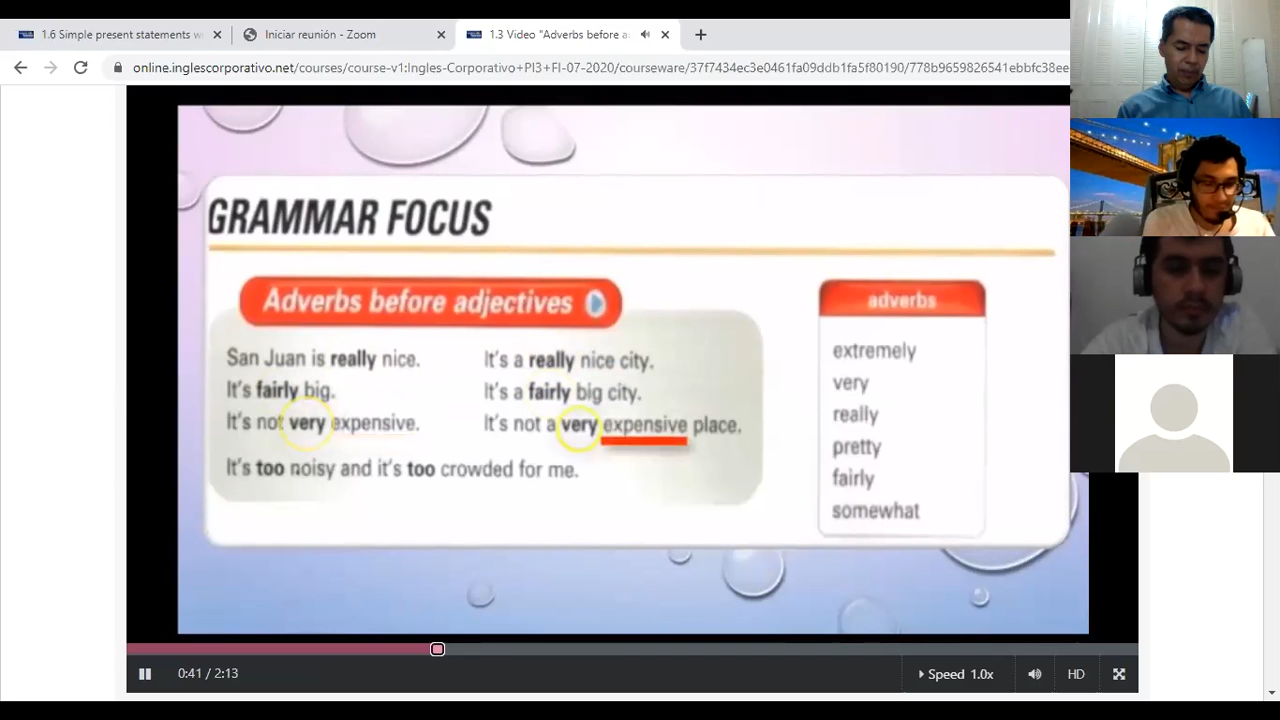 1.6 Simple present statements w
Iniciar reunión - Zoom
1.3 Video "Adverbs before a
online.inglescorporativo.net/courses/course-v1:Ingles-Corporativo+PI3+FI-07-2020/courseware/37f7434ec3e0461fa09ddb1fa5f80190/778b9659826541ebbfc38ee
GRAMMAR FOCUS
Adverbs before adjectives
San Juan is really nice.
It's a really nice city.
It's fairly big.
It's a fairly big city.
It's not very expensive.
It's not a very expensive place.
It's too noisy and it's too crowded for me.
adverbs
extremely
very
really
pretty
fairly
somewhat
0:41 / 2:13
Speed 1.0x
HD